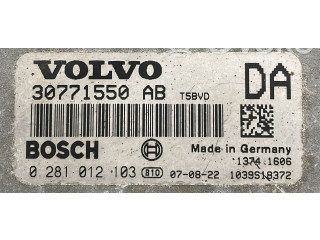 VOLVO
30771550 AB T5BVD
DA
BOSCH
Made in Germany
1374 1606
0 281 012 103 810 07-08-22 1039S18372